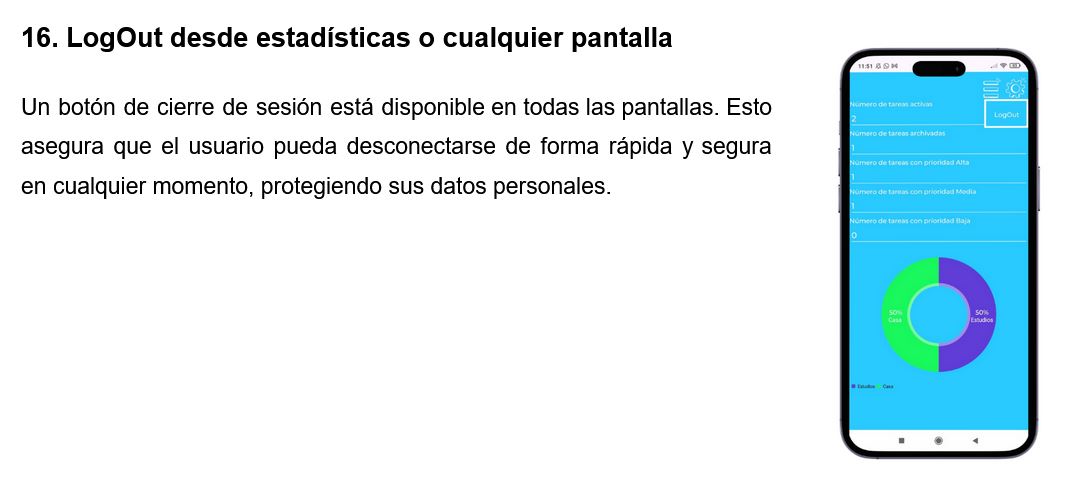 16. LogOut desde estadísticas o cualquier pantalla
Un botón de cierre de sesión está disponible en todas las pantallas. Esto
asegura que el usuario pueda desconectarse de forma rápida y segura
en cualquier momento, protegiendo sus datos personales.
11:51
LogOut
Número de tareas activas
2
Número de tareas archivadas
1
Número de tareas con prioridad Alta
1
Número de tareas con prioridad Media
1
Número de tareas con prioridad Baja
0
50%
Casa
50%
Estudios
Estudios Casa